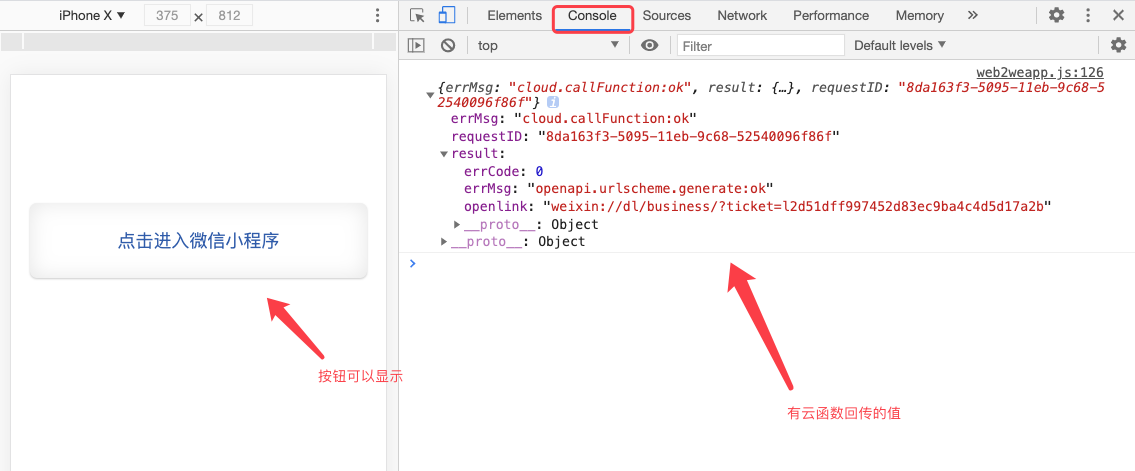 iPhone X ▼ 375 × 812
Elements Console Sources Network Performance Memory »
top ▼ Filter Default levels ▼
web2weapp.js:126
{errMsg: "cloud.callFunction:ok", result: {…}, requestID: "8da163f3-5095-11eb-9c68-5
2540096f86f"} i
errMsg: "cloud.callFunction:ok"
requestID: "8da163f3-5095-11eb-9c68-52540096f86f"
result:
errCode: 0
errMsg: "openapi.urlscheme.generate:ok"
openlink: "weixin://dl/business/?ticket=l2d51dff997452d83ec9ba4c4d5d17a2b"
__proto__: Object
__proto__: Object
点击进入微信小程序
按钮可以显示
有云函数回传的值